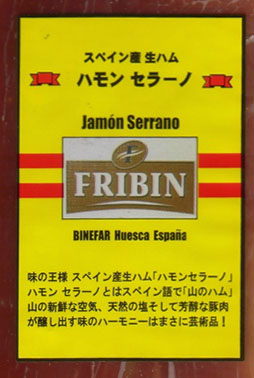 スペイン産 生ハム
ハモン セラーノ
Jamón Serrano
FRIBIN
BINEFAR Huesca España
味の王様 スペイン産生ハム「ハモンセラーノ」
ハモン セラーノとはスペイン語で「山のハム」
山の新鮮な空気、天然の塩そして芳醇な豚肉
が醸し出す味のハーモニーはまさに芸術品！